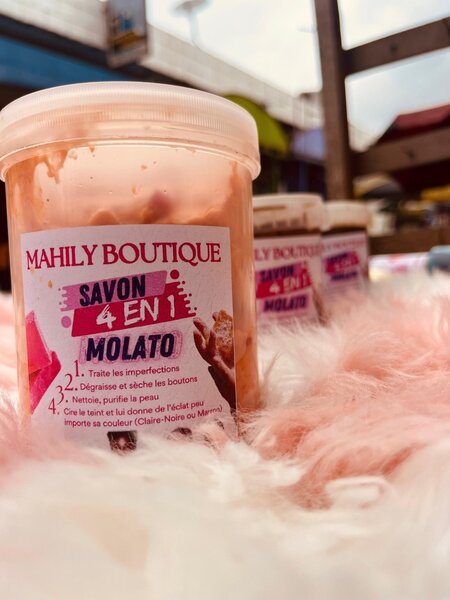 MAHILY BOUTIQUE
SAVON
4 EN 1
MOLATO
1. Traite les imperfections
2. Dégraisse et sèche les boutons
3. Nettoie, purifie la peau
4. Cire le teint et lui donne de l'éclat peu
importe sa couleur (Claire-Noire ou Marron)
BOUTIQUE
SAVON
4 EN 1
MOLATO